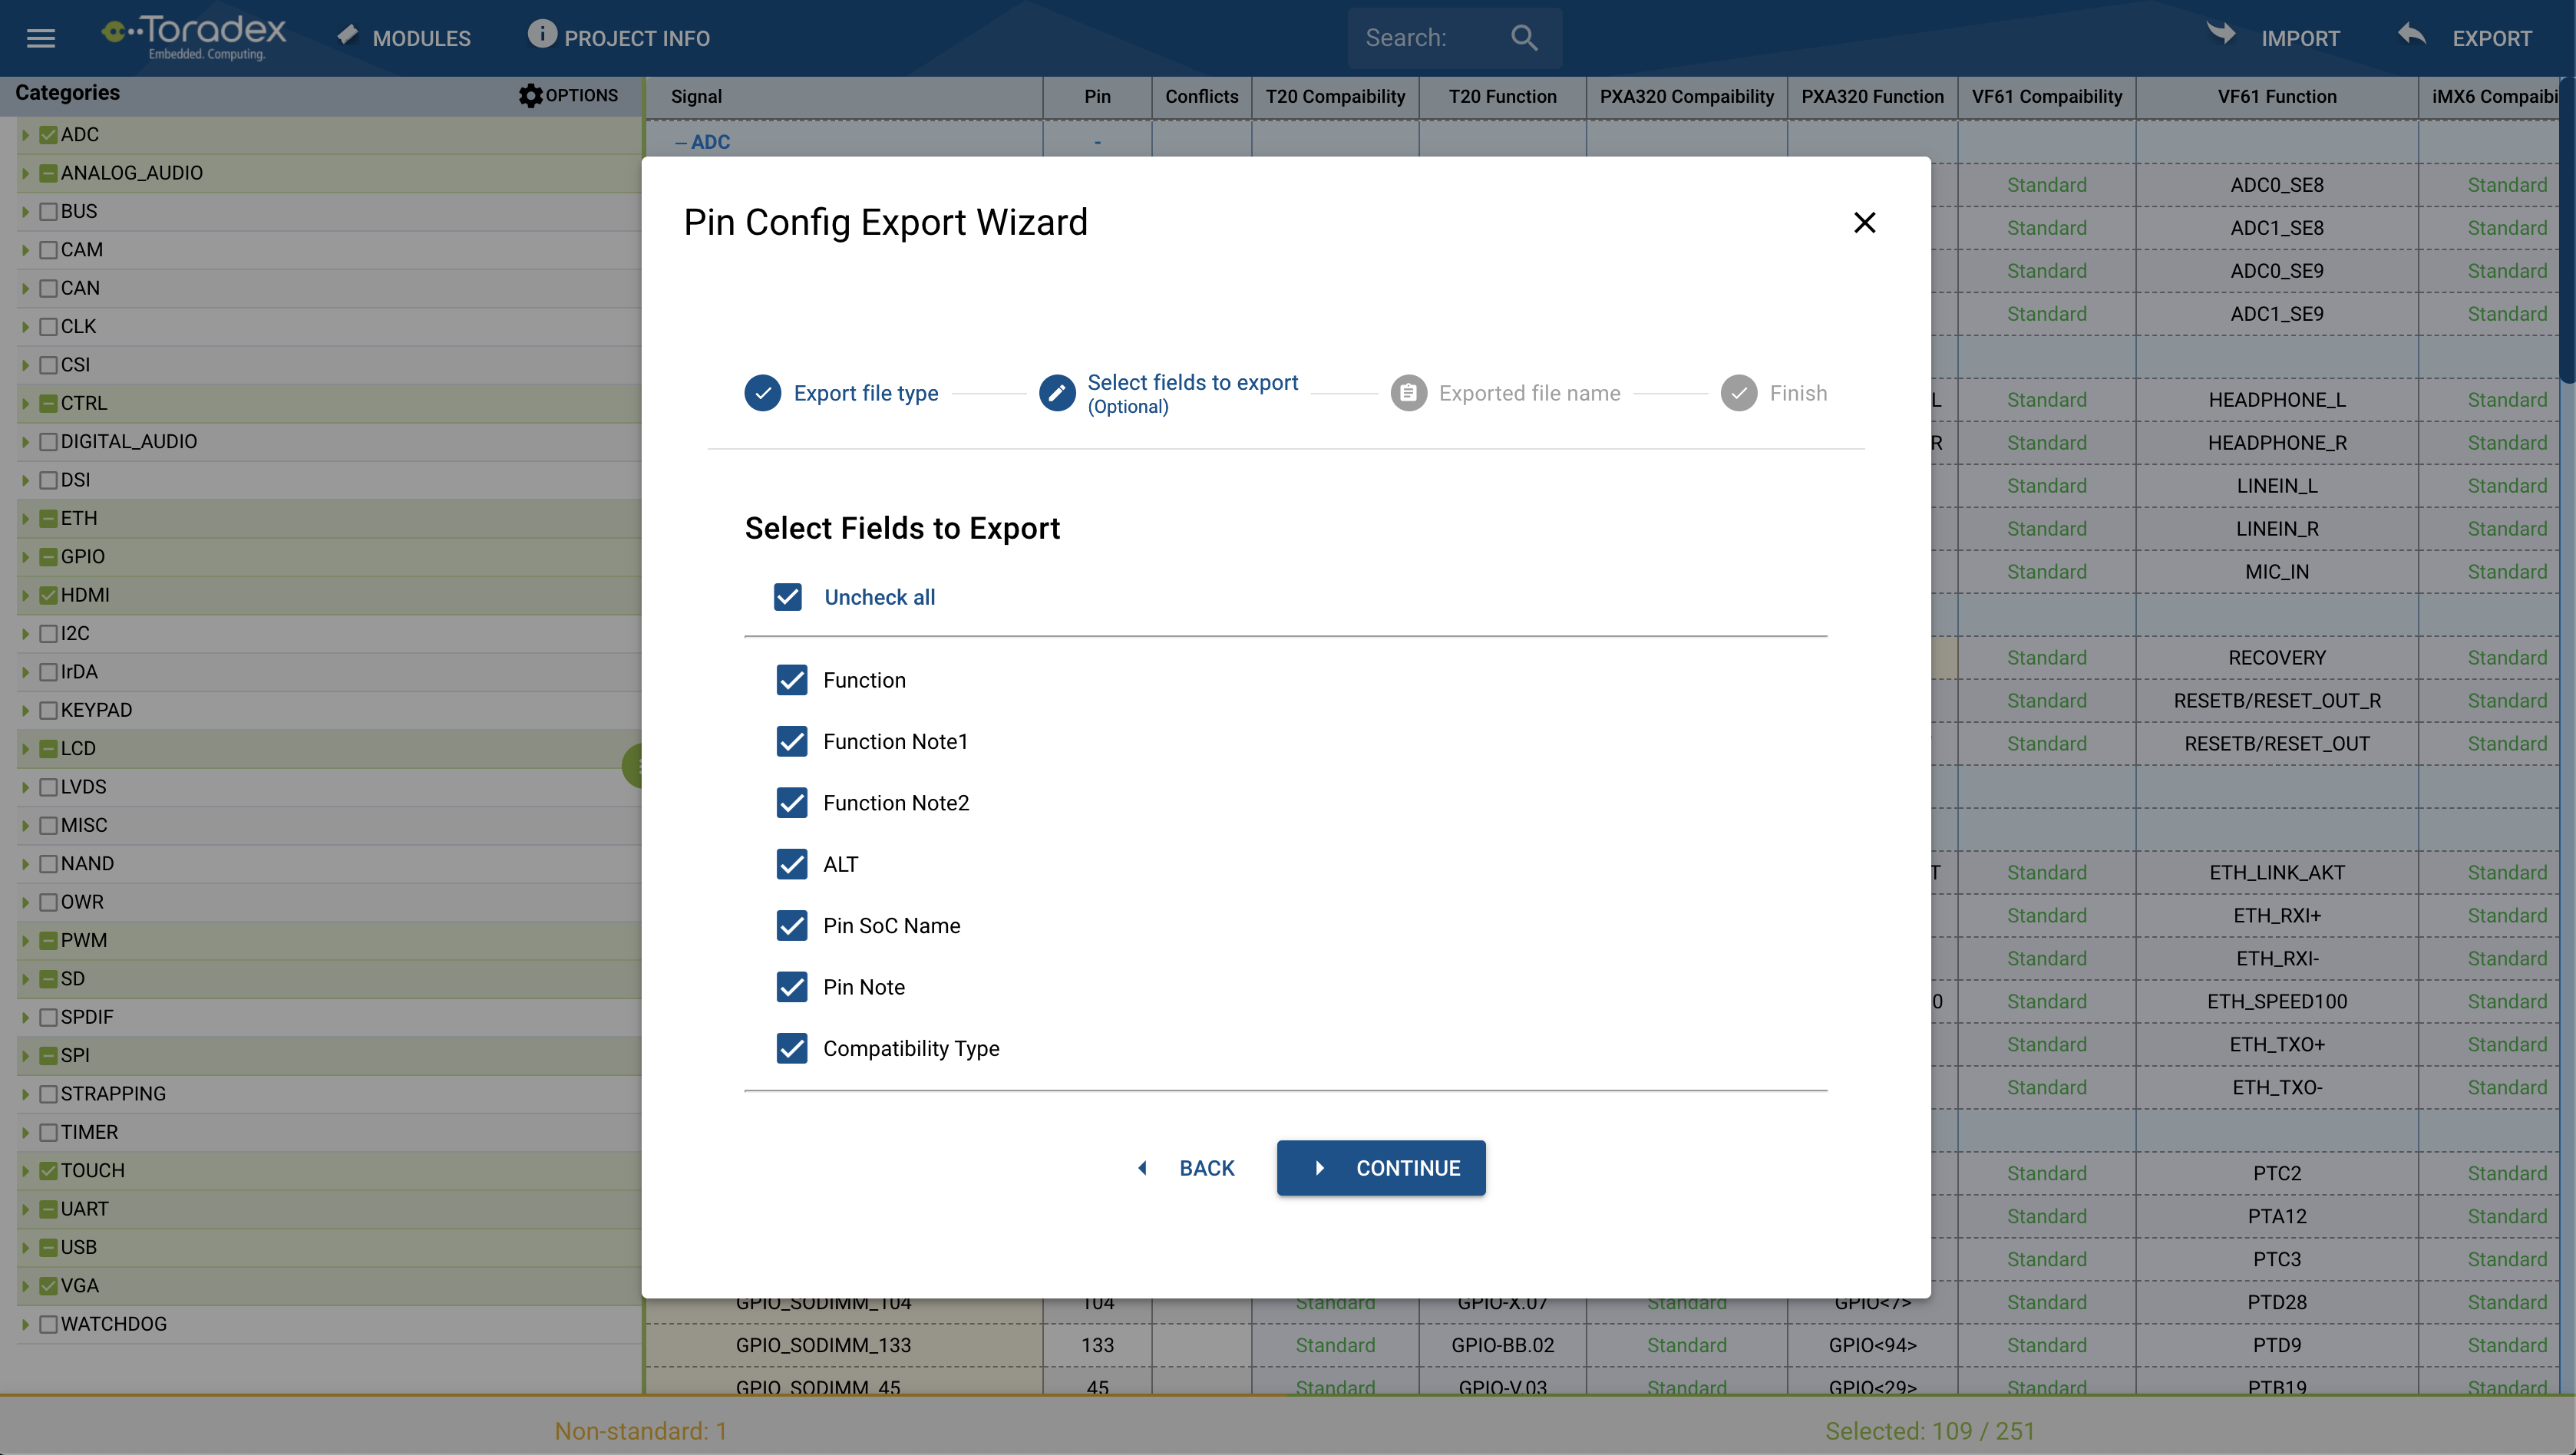 Toradex
Embedded. Computing.
MODULES
PROJECT INFO
Search:
IMPORT
EXPORT
Categories
OPTIONS
ADC
ANALOG_AUDIO
BUS
CAM
CAN
CLK
CSI
CTRL
DIGITAL_AUDIO
DSI
ETH
GPIO
HDMI
I2C
IrDA
KEYPAD
LCD
LVDS
MISC
NAND
OWR
PWM
SD
SPDIF
SPI
STRAPPING
TIMER
TOUCH
UART
USB
VGA
WATCHDOG
Signal Pin Conflicts T20 Compaibility T20 Function PXA320 Compaibility PXA320 Function VF61 Compaibility VF61 Function iMX6 Compaibi
– ADC -
Standard ADC0_SE8 Standard
Standard ADC1_SE8 Standard
Standard ADC0_SE9 Standard
Standard ADC1_SE9 Standard
L Standard HEADPHONE_L Standard
R Standard HEADPHONE_R Standard
Standard LINEIN_L Standard
Standard LINEIN_R Standard
Standard MIC_IN Standard
Standard RECOVERY Standard
Standard RESETB/RESET_OUT_R Standard
Standard RESETB/RESET_OUT Standard
T Standard ETH_LINK_AKT Standard
Standard ETH_RXI+ Standard
Standard ETH_RXI- Standard
0 Standard ETH_SPEED100 Standard
Standard ETH_TXO+ Standard
Standard ETH_TXO- Standard
Standard PTC2 Standard
Standard PTA12 Standard
Standard PTC3 Standard
GPIO_SODIMM_104 104 Standard GPIO-X.07 Standard GPIO<7> Standard PTD28 Standard
GPIO_SODIMM_133 133 Standard GPIO-BB.02 Standard GPIO<94> Standard PTD9 Standard
GPIO_SODIMM_45 45 Standard GPIO-V.03 Standard GPIO<29> Standard PTB19 Standard
Pin Config Export Wizard
Export file type
Select fields to export
(Optional)
Exported file name
Finish
Select Fields to Export
Uncheck all
Function
Function Note1
Function Note2
ALT
Pin SoC Name
Pin Note
Compatibility Type
BACK
CONTINUE
Non-standard: 1
Selected: 109 / 251